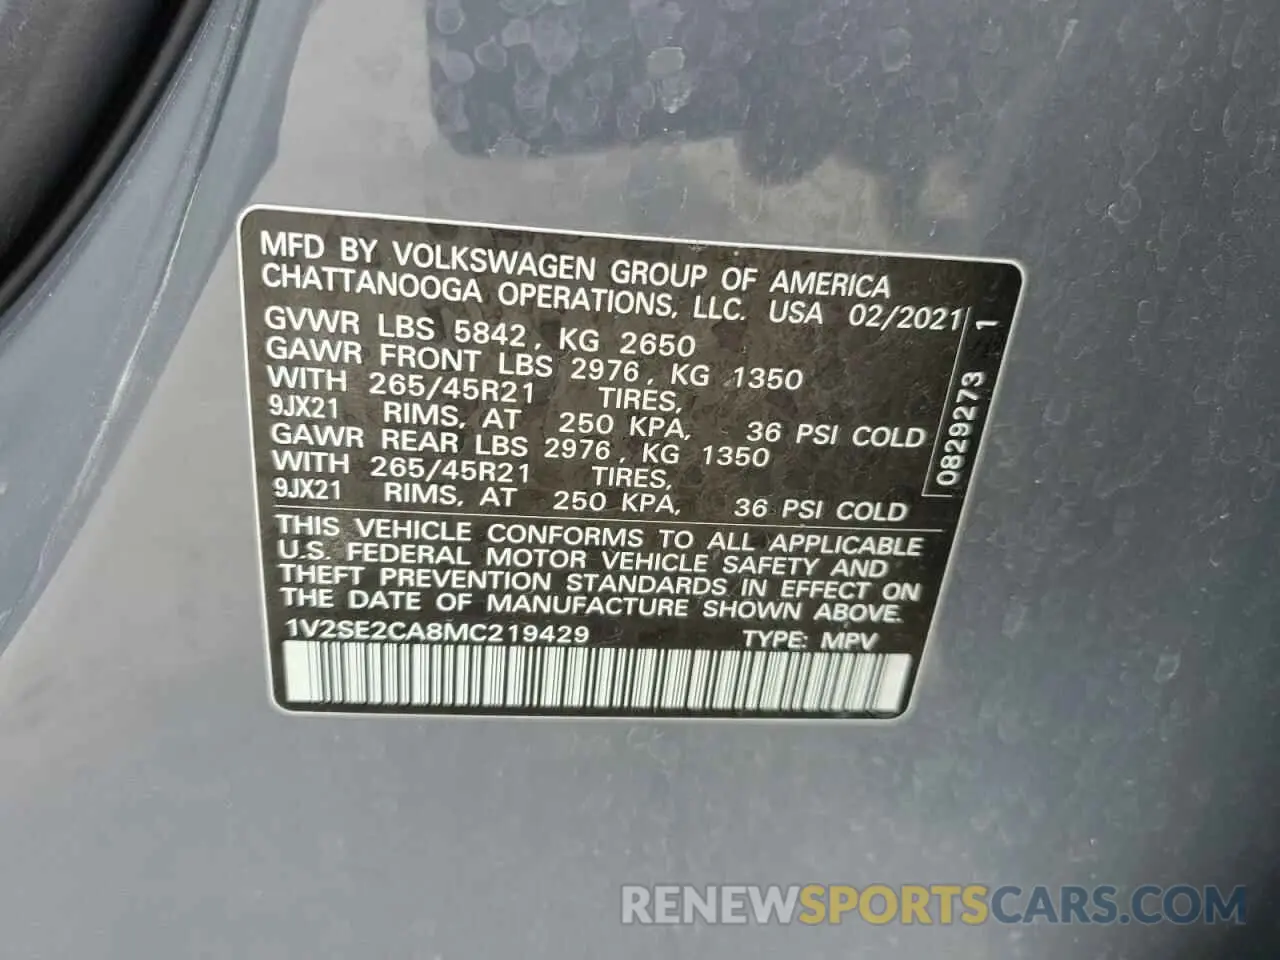 MFD BY VOLKSWAGEN GROUP OF AMERICA
CHATTANOOGA OPERATIONS, LLC. USA 02/2021
GVWR LBS 5842, KG 2650
GAWR FRONT LBS 2976, KG 1350
WITH 265/45R21 TIRES,
9JX21 RIMS, AT 250 KPA, 36 PSI COLD
GAWR REAR LBS 2976, KG 1350
WITH 265/45R21 TIRES,
9JX21 RIMS, AT 250 KPA, 36 PSI COLD
0829273 1
THIS VEHICLE CONFORMS TO ALL APPLICABLE
U.S. FEDERAL MOTOR VEHICLE SAFETY AND
THEFT PREVENTION STANDARDS IN EFFECT ON
THE DATE OF MANUFACTURE SHOWN ABOVE.
1V2SE2CA8MC219429 TYPE: MPV
RENEWSPORTSCARS.COM